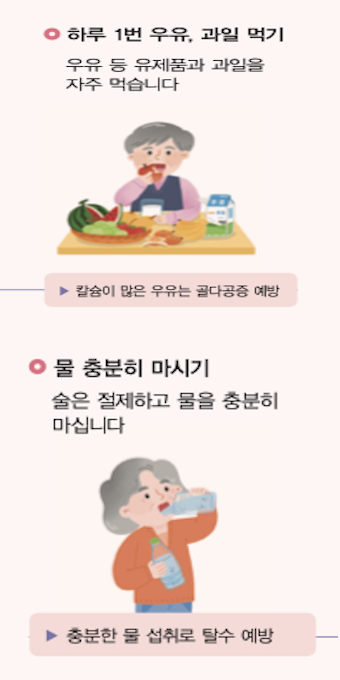 하루 1번 우유, 과일 먹기
우유 등 유제품과 과일을
자주 먹습니다
▶ 칼슘이 많은 우유는 골다공증 예방
물 충분히 마시기
술은 절제하고 물을 충분히
마십니다
▶ 충분한 물 섭취로 탈수 예방